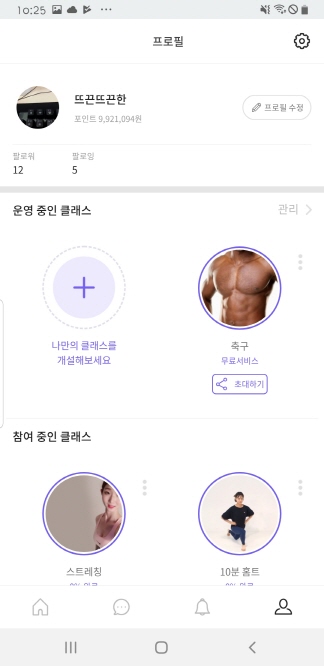 10:25
프로필
뜨끈뜨끈한
포인트 9,921,094원
프로필 수정
팔로워
팔로잉
12
5
운영 중인 클래스
관리
나만의 클래스를
개설해보세요
축구
무료서비스
초대하기
참여 중인 클래스
스트레칭
10분 홈트